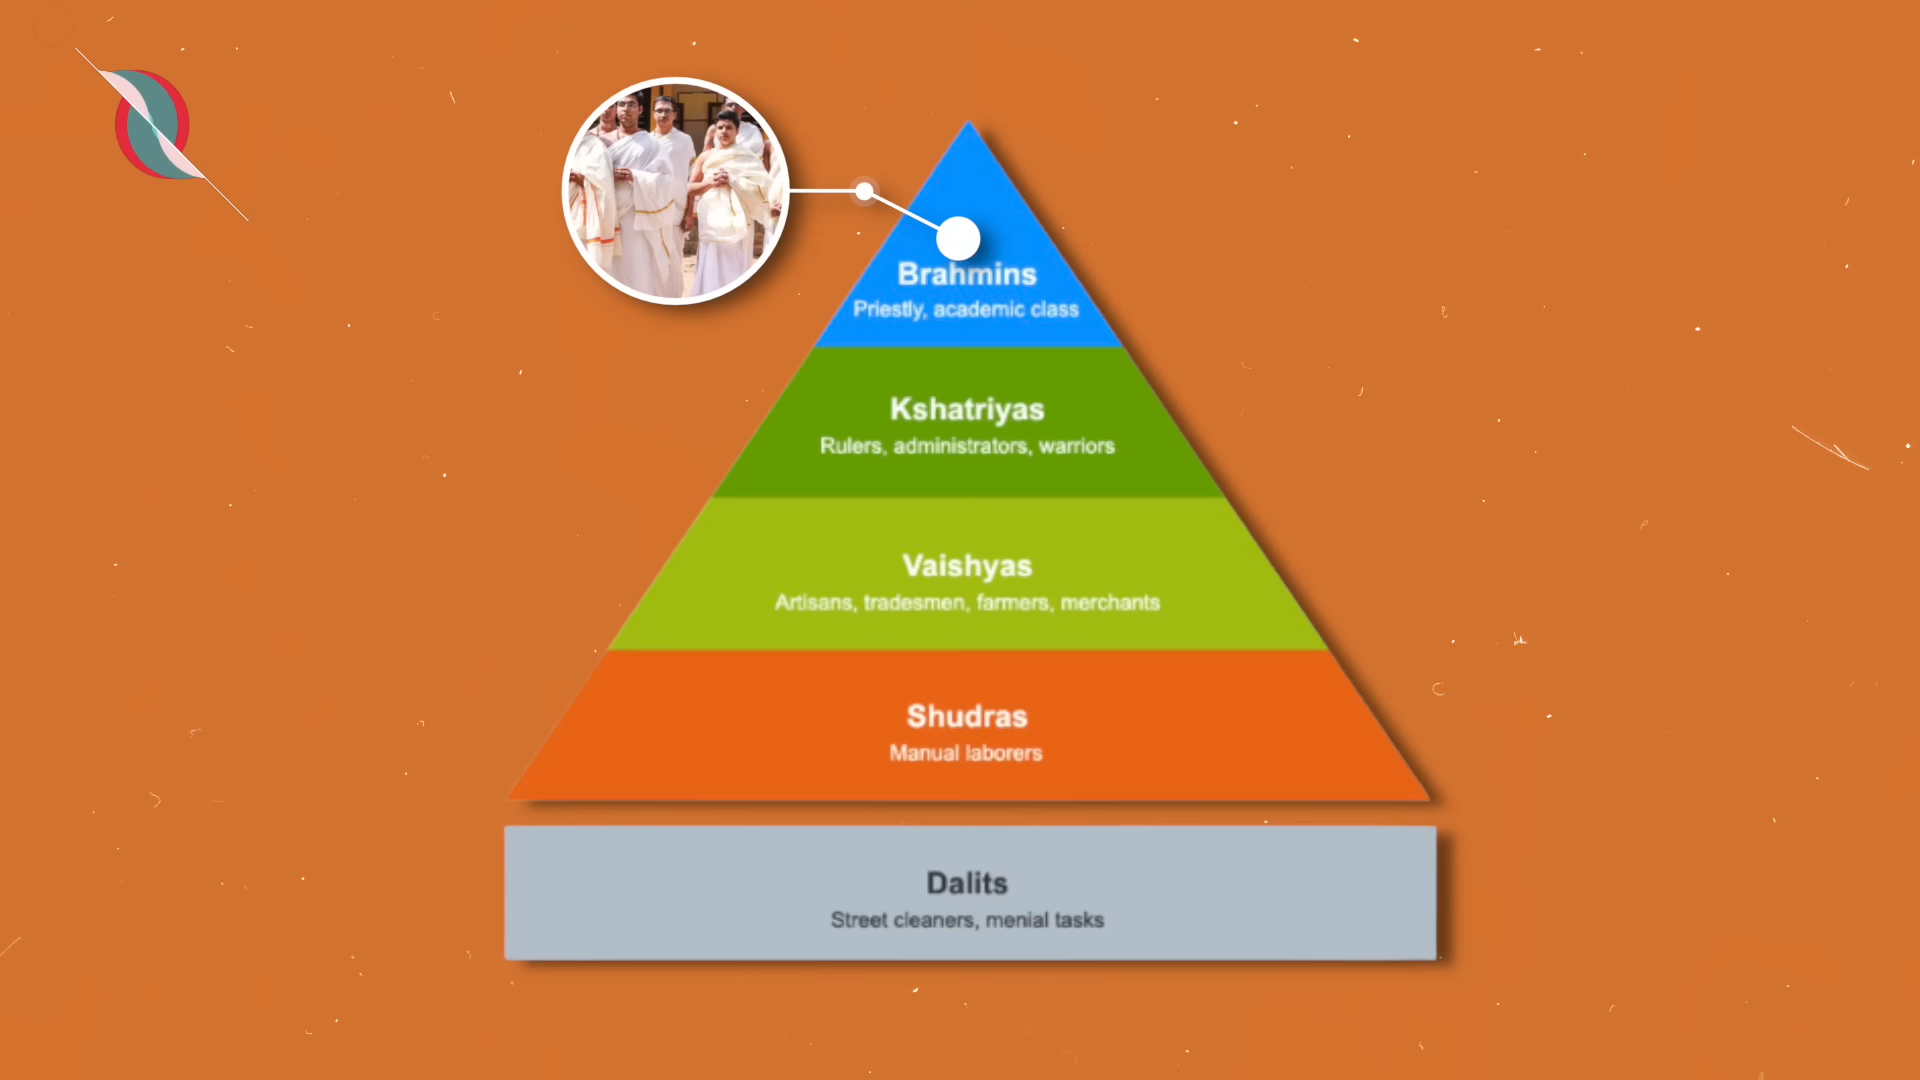 Brahmins
Priestly, academic class
Kshatriyas
Rulers, administrators, warriors
Vaishyas
Artisans, tradesmen, farmers, merchants
Shudras
Manual laborers
Dalits
Street cleaners, menial tasks